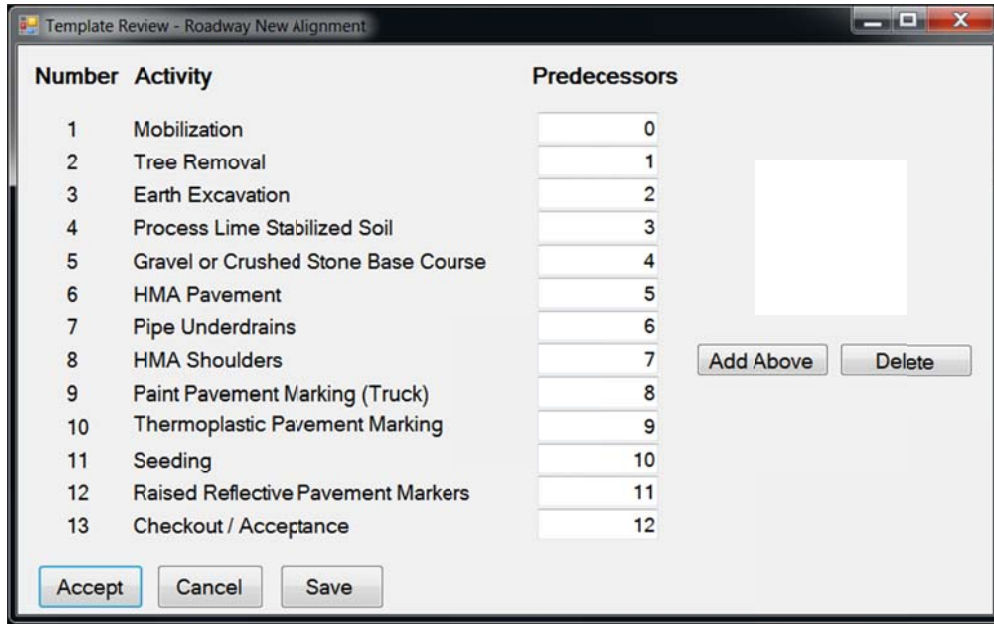 Template Review - Roadway New Alignment
Number Activity Predecessors
1 Mobilization 0
2 Tree Removal 1
3 Earth Excavation 2
4 Process Lime Stabilized Soil 3
5 Gravel or Crushed Stone Base Course 4
6 HMA Pavement 5
7 Pipe Underdrains 6
8 HMA Shoulders 7 Add Above Delete
9 Paint Pavement Marking (Truck) 8
10 Thermoplastic Pavement Marking 9
11 Seeding 10
12 Raised Reflective Pavement Markers 11
13 Checkout / Acceptance 12
Accept Cancel Save